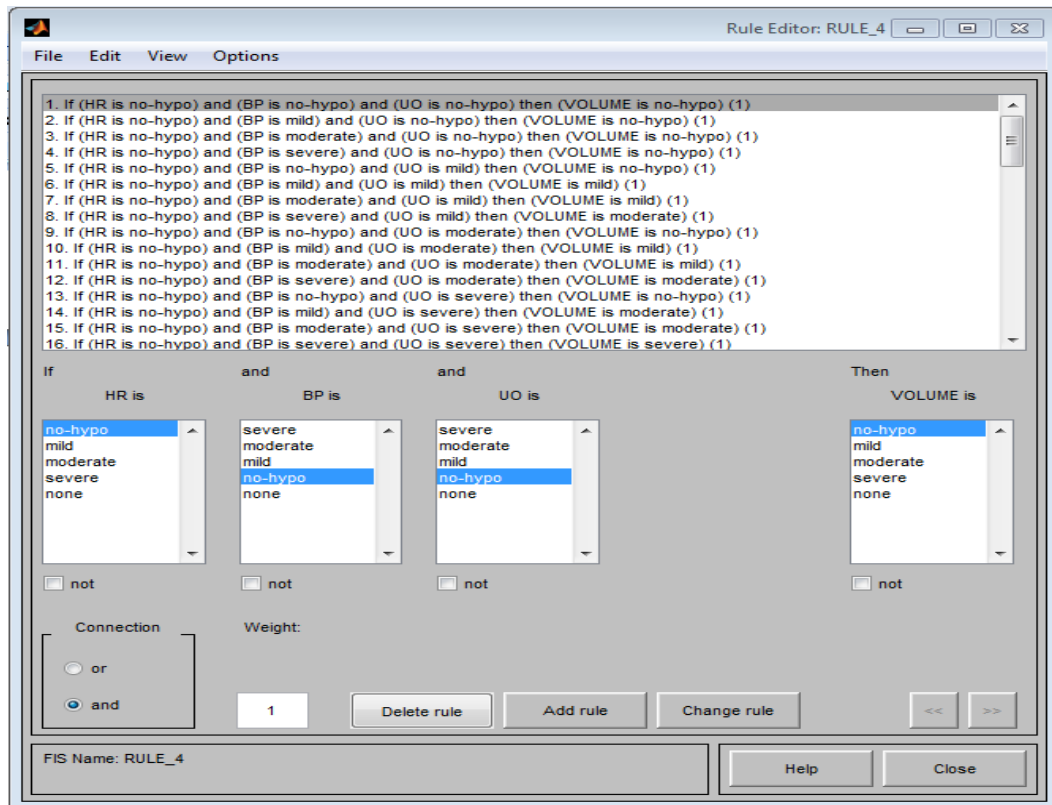 Rule Editor: RULE_4
File Edit View Options
1. If (HR is no-hypo) and (BP is no-hypo) and (UO is no-hypo) then (VOLUME is no-hypo) (1)
2. If (HR is no-hypo) and (BP is mild) and (UO is no-hypo) then (VOLUME is no-hypo) (1)
3. If (HR is no-hypo) and (BP is moderate) and (UO is no-hypo) then (VOLUME is no-hypo) (1)
4. If (HR is no-hypo) and (BP is severe) and (UO is no-hypo) then (VOLUME is no-hypo) (1)
5. If (HR is no-hypo) and (BP is no-hypo) and (UO is mild) then (VOLUME is no-hypo) (1)
6. If (HR is no-hypo) and (BP is mild) and (UO is mild) then (VOLUME is mild) (1)
7. If (HR is no-hypo) and (BP is moderate) and (UO is mild) then (VOLUME is mild) (1)
8. If (HR is no-hypo) and (BP is severe) and (UO is mild) then (VOLUME is moderate) (1)
9. If (HR is no-hypo) and (BP is no-hypo) and (UO is moderate) then (VOLUME is no-hypo) (1)
10. If (HR is no-hypo) and (BP is mild) and (UO is moderate) then (VOLUME is mild) (1)
11. If (HR is no-hypo) and (BP is moderate) and (UO is moderate) then (VOLUME is mild) (1)
12. If (HR is no-hypo) and (BP is severe) and (UO is moderate) then (VOLUME is moderate) (1)
13. If (HR is no-hypo) and (BP is no-hypo) and (UO is severe) then (VOLUME is no-hypo) (1)
14. If (HR is no-hypo) and (BP is mild) and (UO is severe) then (VOLUME is moderate) (1)
15. If (HR is no-hypo) and (BP is moderate) and (UO is severe) then (VOLUME is moderate) (1)
16. If (HR is no-hypo) and (BP is severe) and (UO is severe) then (VOLUME is severe) (1)
If and and Then
HR is BP is UO is VOLUME is
no-hypo severe severe no-hypo
mild moderate moderate mild
moderate mild mild moderate
severe no-hypo no-hypo severe
none none none none
not not not not
Connection Weight:
or
and 1 Delete rule Add rule Change rule << >>
FIS Name: RULE_4 Help Close